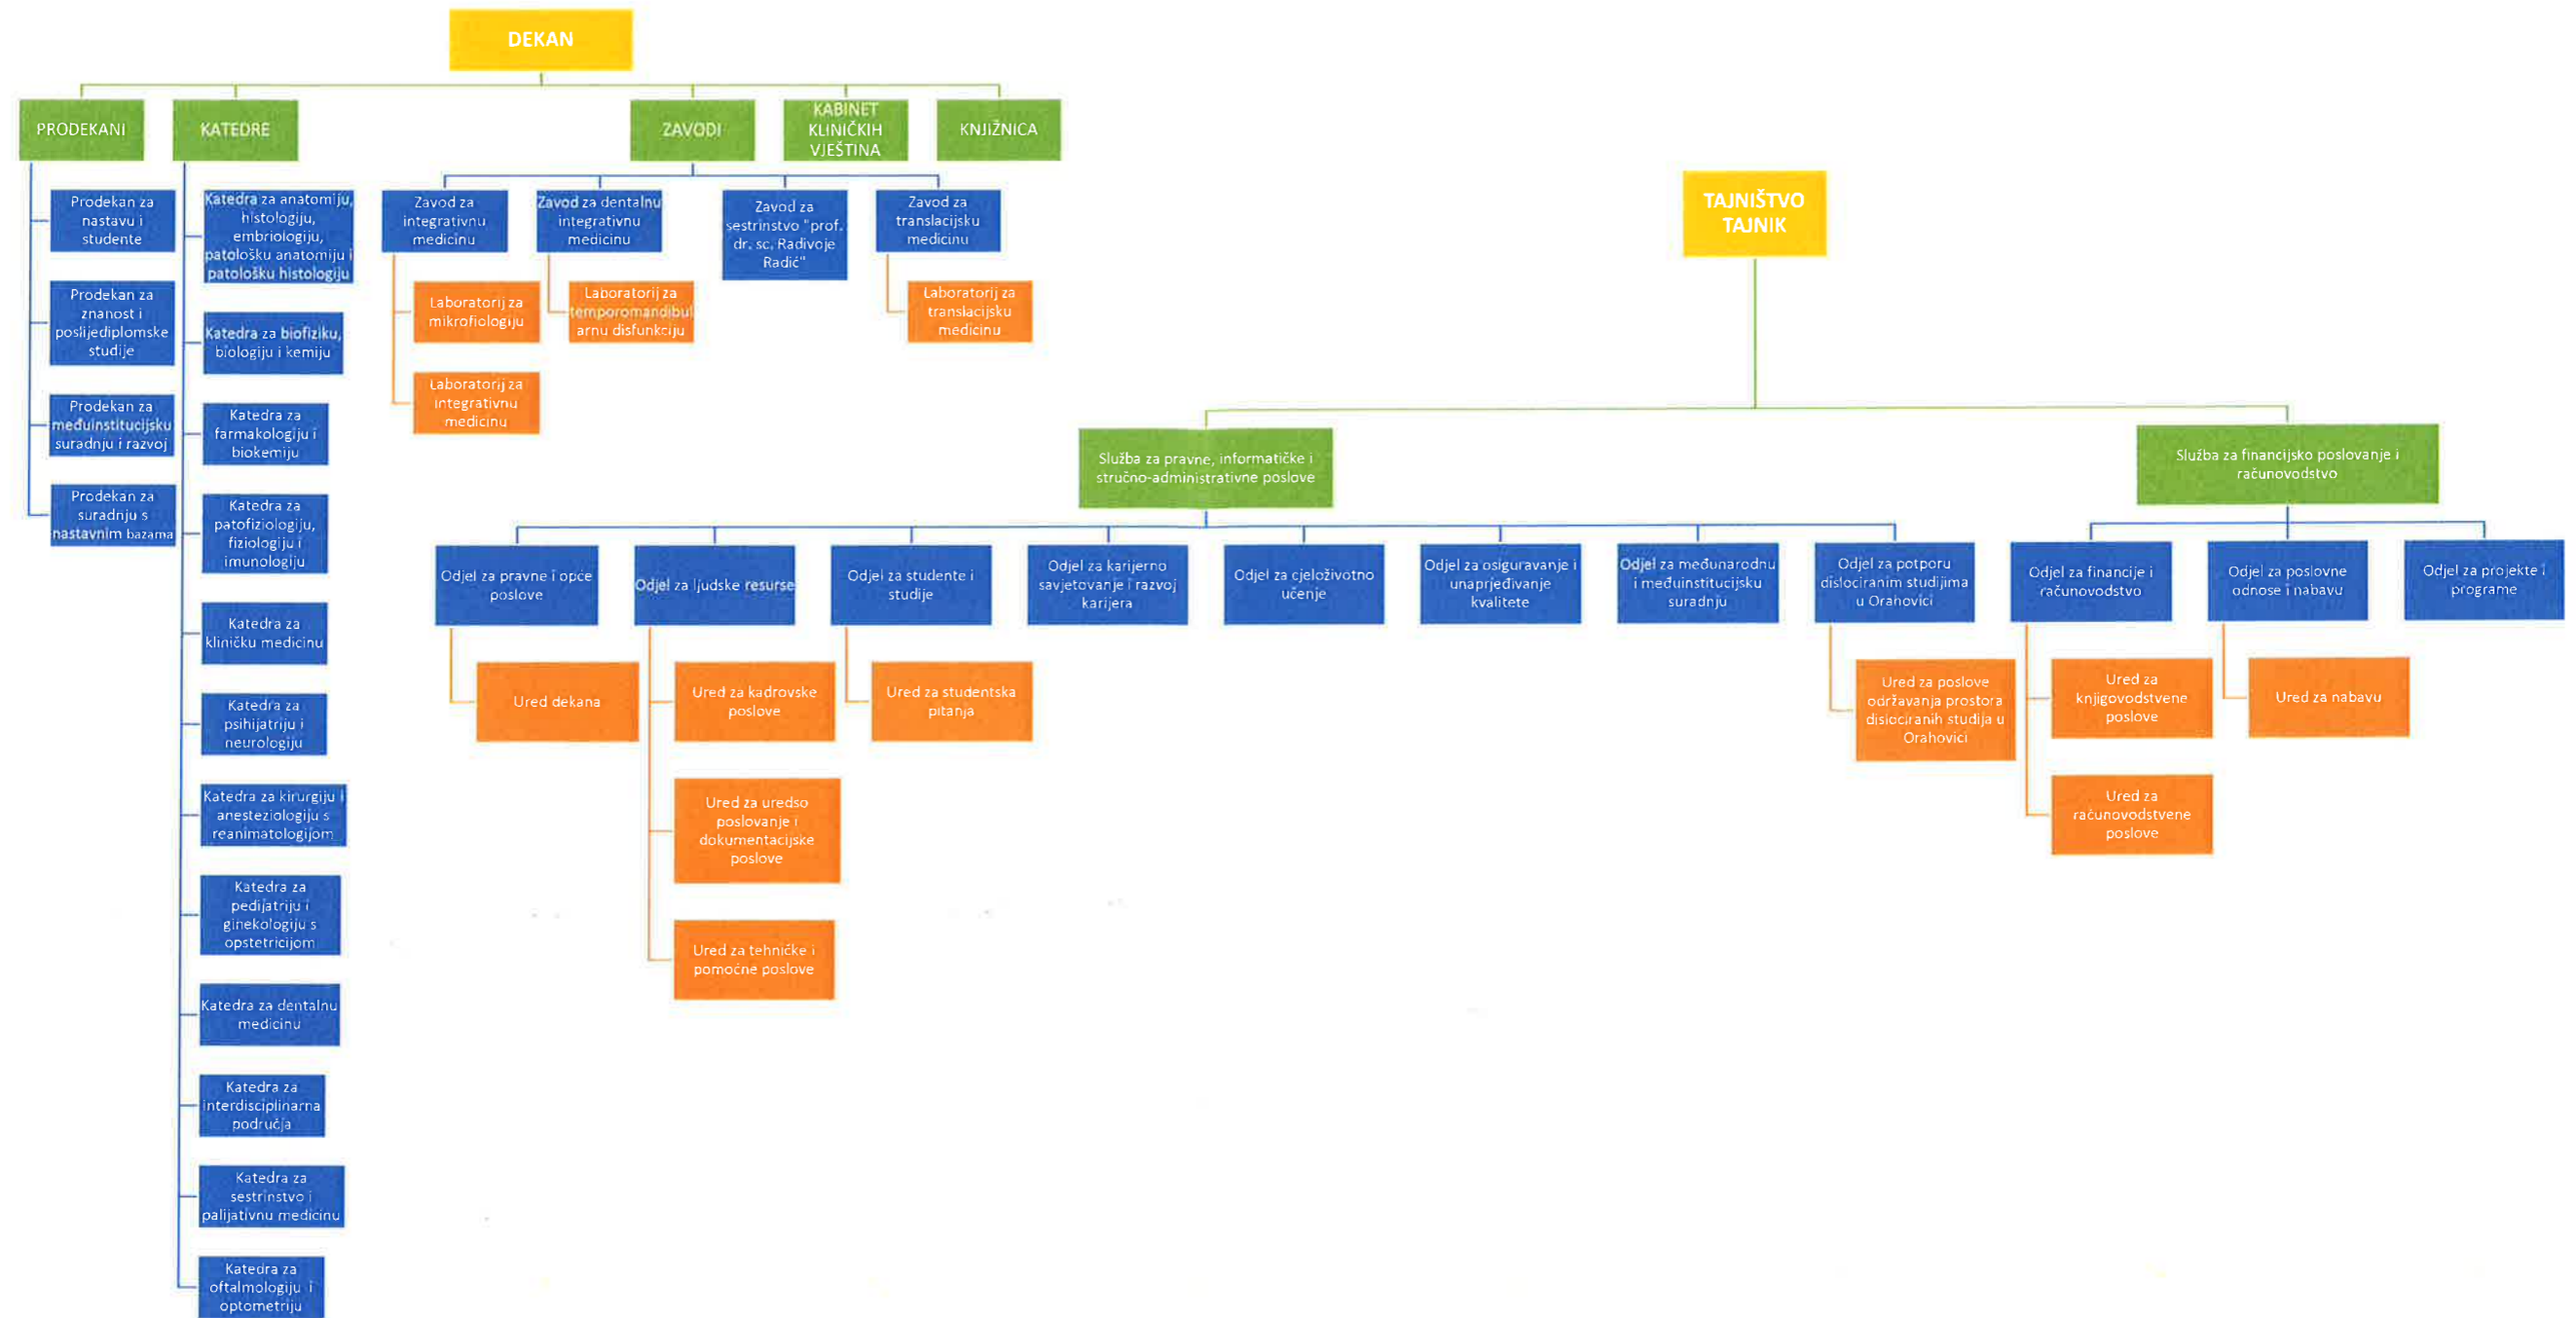 DEKAN
PRODEKANI
KATEDRE
ZAVODI
KABINET
KLINIČKIH
VJEŠTINA
KNJIŽNICA
Prodekan za
nastavu i
studente
Prodekan za
znanost i
poslijediplomske
studije
Prodekan za
međuinstitucijsku
suradnju i razvoj
Prodekan za
suradnju s
nastavnim bazama
Katedra za anatomiju,
histologiju,
embriologiju,
patološku anatomiju i
patološku histologiju
Katedra za biofiziku,
biologiju i kemiju
Katedra za
farmakologiju i
biokemiju
Katedra za
patofiziologiju,
fiziologiju i
imunologiju
Katedra za
kliničku medicinu
Katedra za
psihijatriju i
neurologiju
Katedra za kirurgiju i
anesteziologiju s
reanimatologijom
Katedra za
pedijatriju i
ginekologiju s
opstetricijom
Katedra za dentalnu
medicinu
Katedra za
interdisciplinarna
područja
Katedra za
sestrinstvo i
palijativnu medicinu
Katedra za
oftalmologiju i
optometriju
Zavod za
integrativnu
medicinu
Laboratorij za
mikrofiologiju
Laboratorij za
integrativnu
medicinu
Zavod za dentalnu
integrativnu
medicinu
Laboratorij za
temporomandibul
arnu disfunkciju
Zavod za
sestrinstvo "prof.
dr. sc. Radivoje
Radić"
Zavod za
translacijsku
medicinu
Laboratorij za
translacijsku
medicinu
TAJNIŠTVO
TAJNIK
Služba za pravne, informatičke i
stručno-administrativne poslove
Služba za financijsko poslovanje i
računovodstvo
Odjel za pravne i opće
poslove
Ured dekana
Odjel za ljudske resurse
Ured za kadrovske
poslove
Ured za uredso
poslovanje i
dokumentacijske
poslove
Ured za tehničke i
pomoćne poslove
Odjel za studente i
studije
Ured za studentska
pitanja
Odjel za karijerno
savjetovanje i razvoj
karijera
Odjel za cjeloživotno
učenje
Odjel za osiguravanje i
unaprjeđivanje
kvalitete
Odjel za međunarodnu
i međuinstitucijsku
suradnju
Odjel za potporu
dislociranim studijima
u Orahovici
Ured za poslove
održavanja prostora
dislociranih studija u
Orahovici
Odjel za financije i
računovodstvo
Ured za
knjigovodstvene
poslove
Ured za
računovodstvene
poslove
Odjel za poslovne
odnose i nabavu
Ured za nabavu
Odjel za projekte i
programe